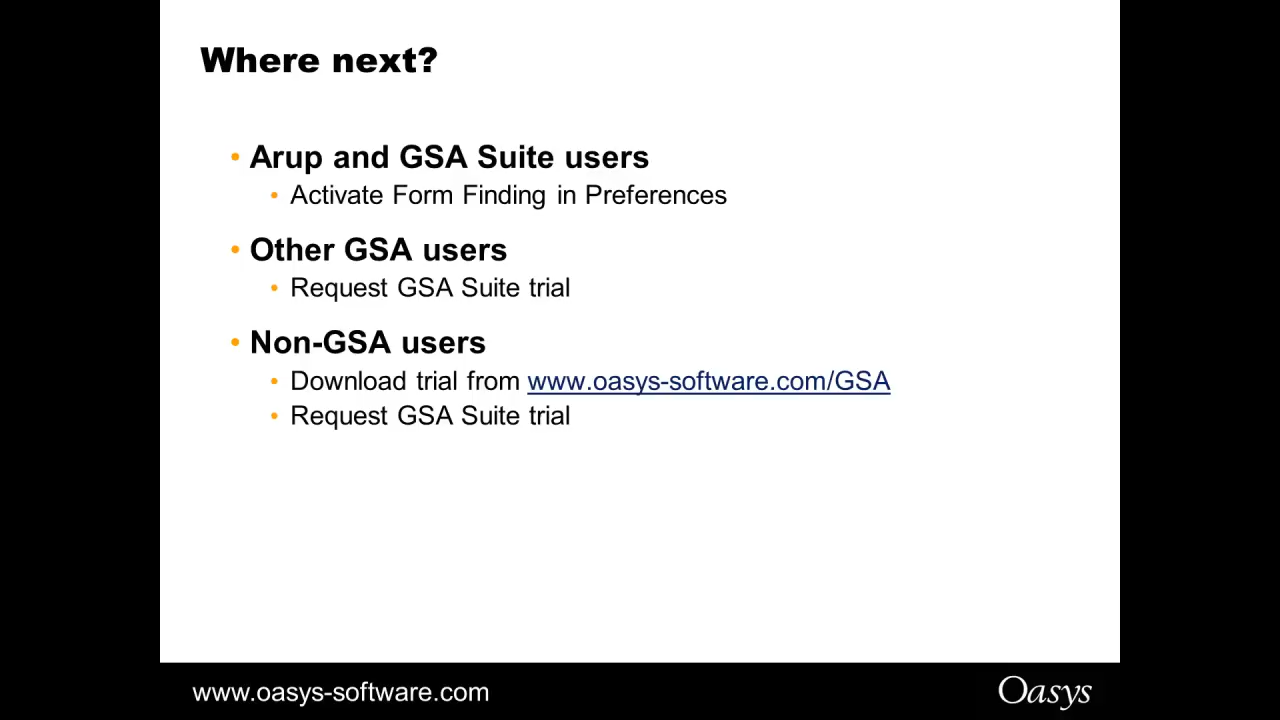 Where next?
• Arup and GSA Suite users
• Activate Form Finding in Preferences
• Other GSA users
• Request GSA Suite trial
• Non-GSA users
• Download trial from www.oasys-software.com/GSA
• Request GSA Suite trial
www.oasys-software.com
Oasys